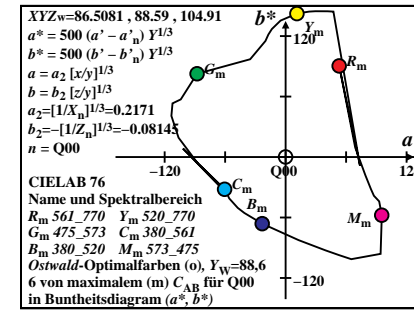 XYZw=86.5081, 88.59, 104.91
a* = 500 (a' - a'n) Y1/3
b* = 500 (b' - b'n) Y1/3
a = a2 [x/y]1/3
b = b2 [z/y]1/3
a2=[1/Xn]1/3=0.2171
b2=-[1/Zn]1/3=-0.08145
n = Q00
b*
120
Ym
Rm
Gm
a
-120
Q00
120
Cm
Bm
Mm
-120
CIELAB 76
Name und Spektralbereich
Rm 561_770 Ym 520_770
Gm 475_573 Cm 380_561
Bm 380_520 Mm 573_475
Ostwald-Optimalfarben (o), YW=88,6
6 von maximalem (m) CAB für Q00
in Buntheitsdiagram (a*, b*)